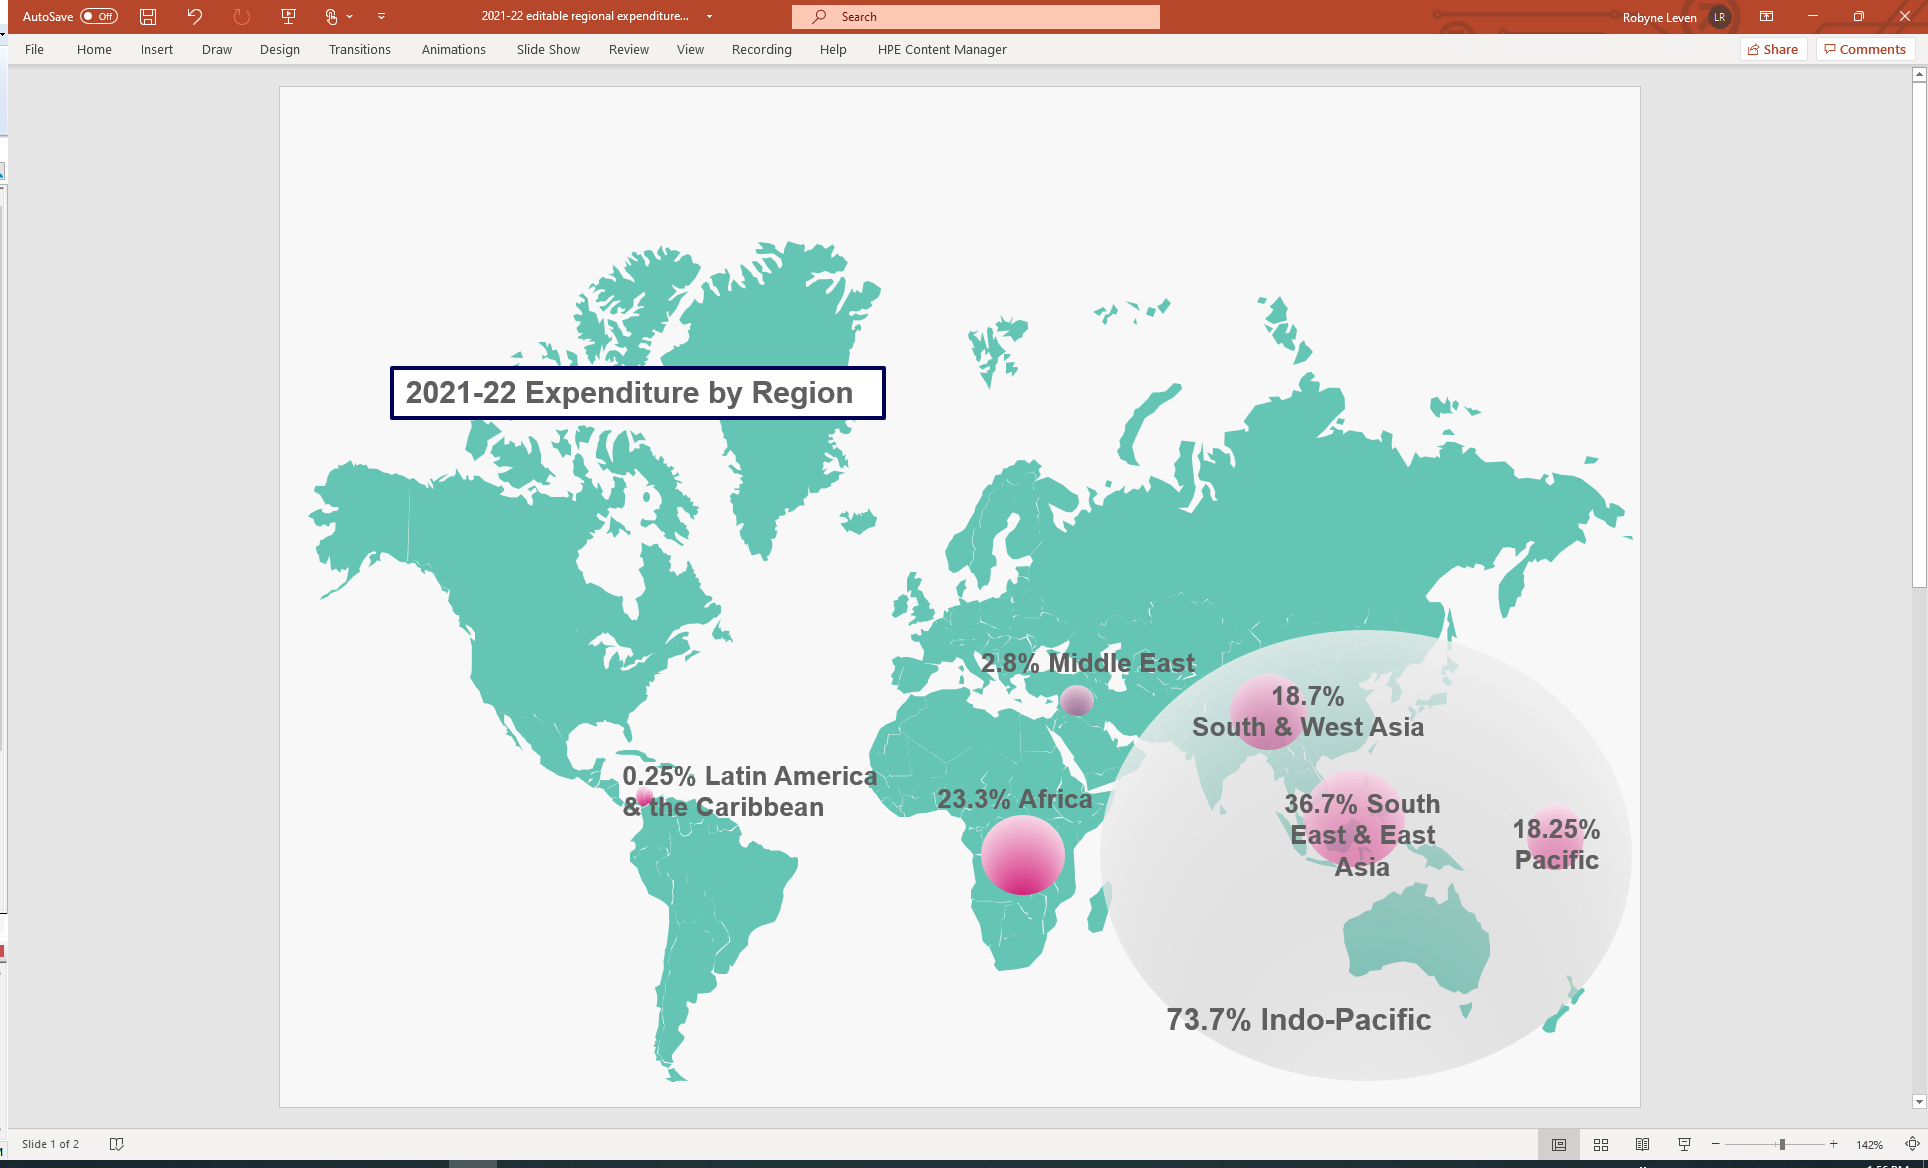 AutoSave Off
2021-22 editable regional expenditure...
Search
Robyne Leven LR
File Home Insert Draw Design Transitions Animations Slide Show Review View Recording Help HPE Content Manager
Share Comments
2021-22 Expenditure by Region
2.8% Middle East
18.7%
South & West Asia
0.25% Latin America
& the Caribbean
23.3% Africa
36.7% South
East & East
Asia
18.25%
Pacific
73.7% Indo-Pacific
Slide 1 of 2
142%